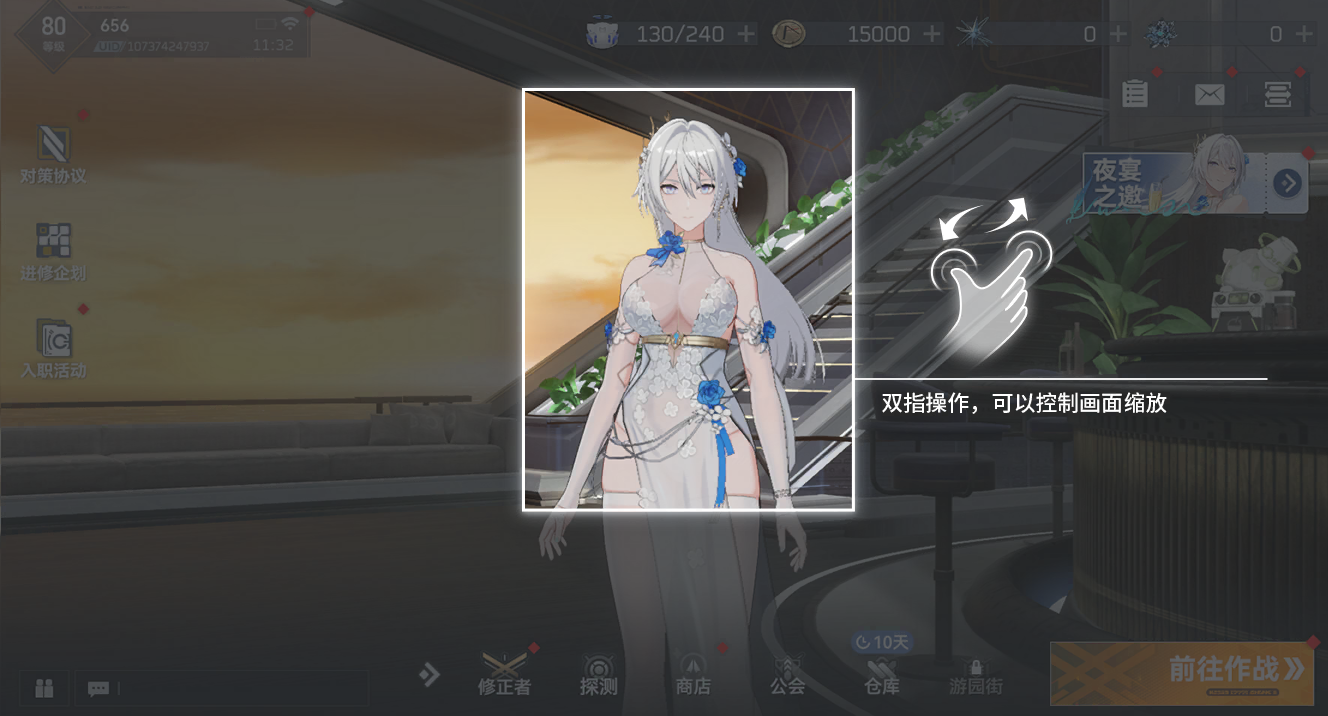 80
等级
656
UID 107374247937
11:32
130/240
15000
0
0
对策协议
进修企划
入职活动
夜宴
之邀
双指操作，可以控制画面缩放
10天
修正者
探测
商店
公会
仓库
游园街
前往作战